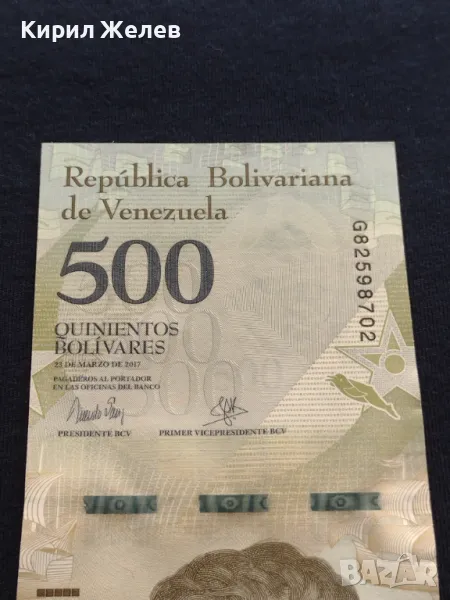 Кирил Желев
República Bolivariana
de Venezuela
500
QUINIENTOS
BOLÍVARES
23 DE MARZO DE 2017
PAGADEROS AL PORTADOR
EN LAS OFICINAS DEL BANCO
PRESIDENTE BCV
PRIMER VICEPRESIDENTE BCV
G82598702
BAZAR